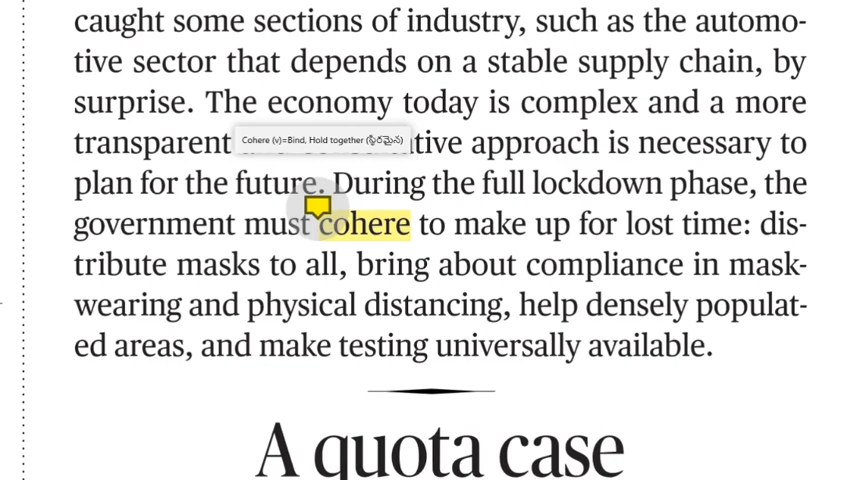 caught some sections of industry, such as the automo-
tive sector that depends on a stable supply chain, by
surprise. The economy today is complex and a more
transparent tive approach is necessary to
Cohere (v)=Bind, Hold together (స్థిరమైన)
plan for the future. During the full lockdown phase, the
government must cohere to make up for lost time: dis-
tribute masks to all, bring about compliance in mask-
wearing and physical distancing, help densely populat-
ed areas, and make testing universally available.
A quota case